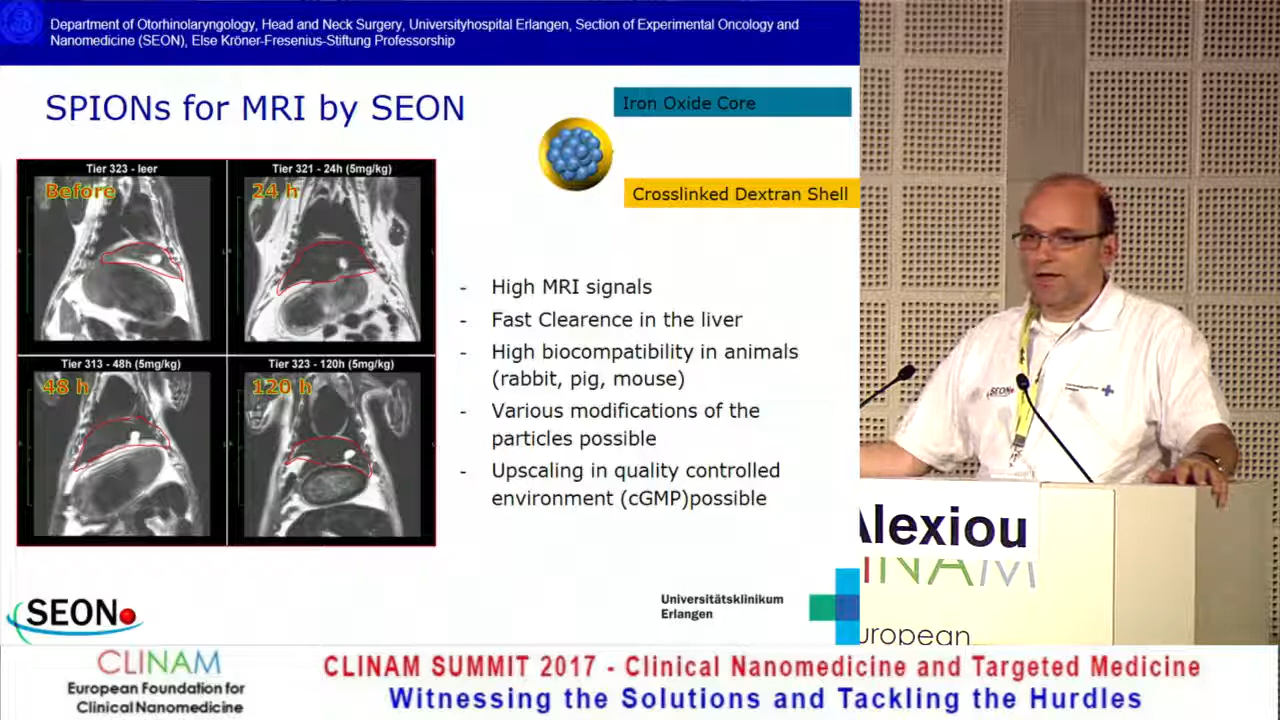 Department of Otorhinolaryngology, Head and Neck Surgery, Universityhospital Erlangen, Section of Experimental Oncology and
Nanomedicine (SEON), Else Kröner-Fresenius-Stiftung Professorship
SPIONs for MRI by SEON
Iron Oxide Core
Crosslinked Dextran Shell
Tier 323 - leer
Before
Tier 321 - 24h (5mg/kg)
24 h
Tier 313 - 48h (5mg/kg)
48 h
Tier 323 - 120h (5mg/kg)
120 h
- High MRI signals
- Fast Clearence in the liver
- High biocompatibility in animals
(rabbit, pig, mouse)
- Various modifications of the
particles possible
- Upscaling in quality controlled
environment (cGMP)possible
SEON
Universitätsklinikum
Erlangen
SEON
Alexiou
CLINAM
uropean
CLINAM
European Foundation for
Clinical Nanomedicine
CLINAM SUMMIT 2017 - Clinical Nanomedicine and Targeted Medicine
Witnessing the Solutions and Tackling the Hurdles